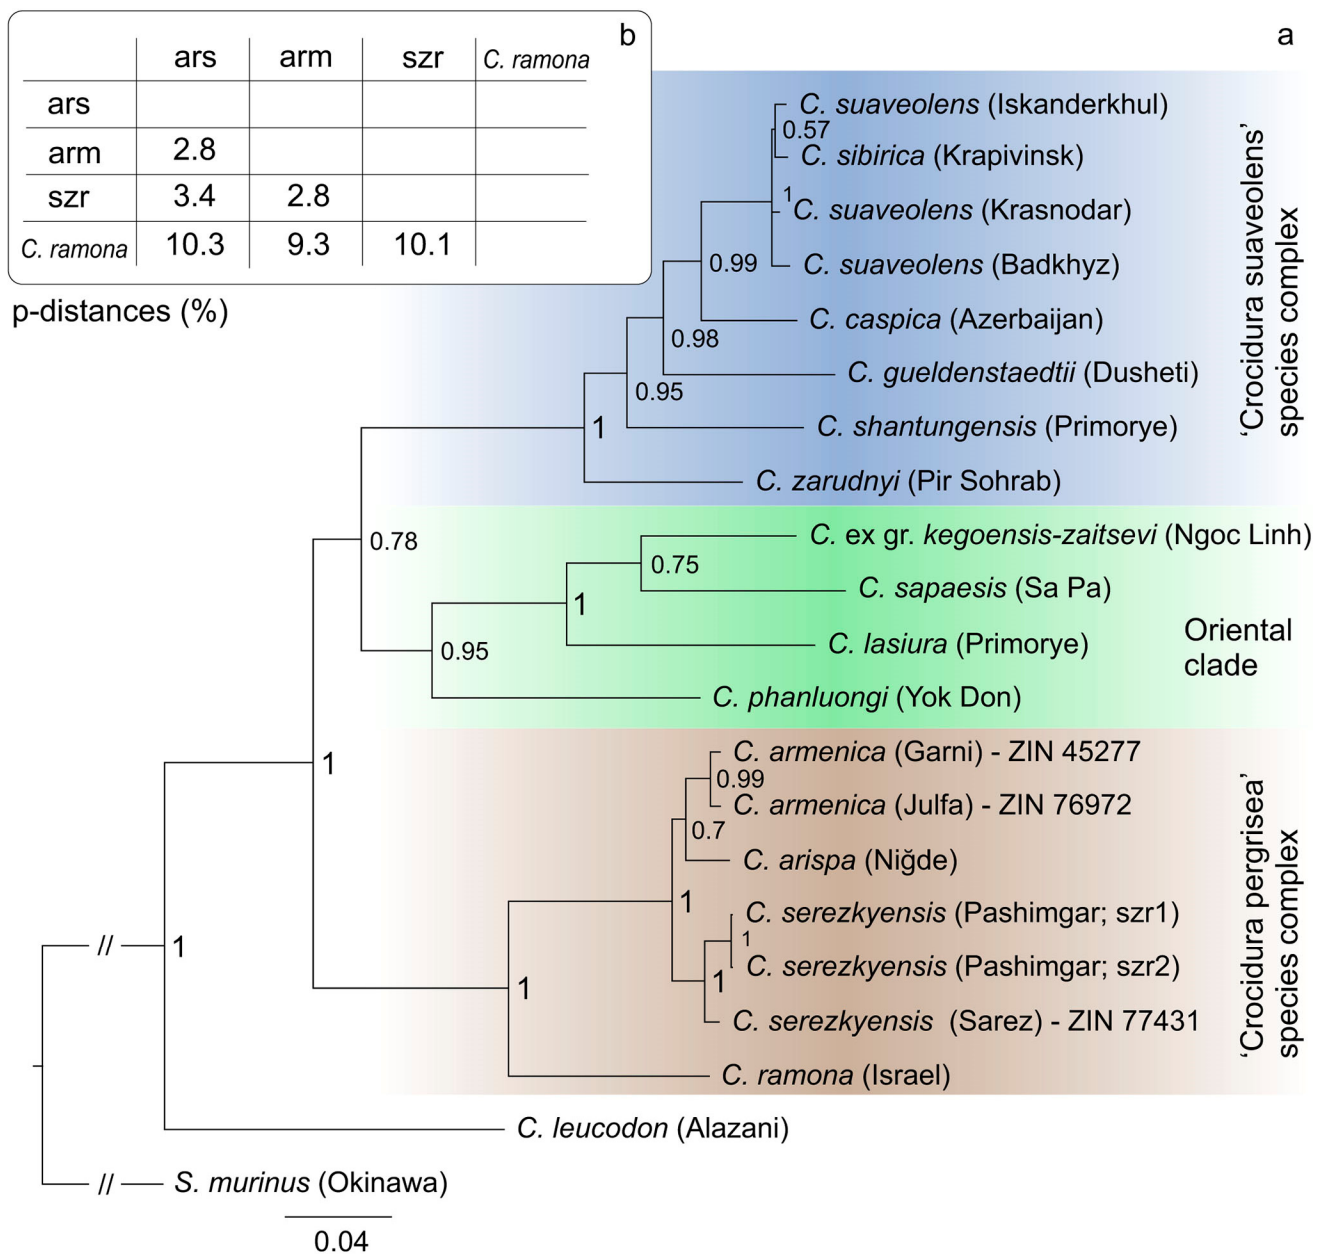 b
a
ars arm szr C. ramona
ars
arm 2.8
szr 3.4 2.8
C. ramona 10.3 9.3 10.1
p-distances (%)
C. suaveolens (Iskanderkhul)
0.57
C. sibirica (Krapivinsk)
1
C. suaveolens (Krasnodar)
0.99
C. suaveolens (Badkhyz)
C. caspica (Azerbaijan)
0.98
C. gueldenstaedtii (Dusheti)
0.95
C. shantungensis (Primorye)
1
C. zarudnyi (Pir Sohrab)
‘Crocidura suaveolens’
species complex
0.78
C. ex gr. kegoensis-zaitsevi (Ngoc Linh)
0.75
C. sapaesis (Sa Pa)
1
C. lasiura (Primorye)
0.95
C. phanluongi (Yok Don)
Oriental
clade
1
C. armenica (Garni) - ZIN 45277
0.99
C. armenica (Julfa) - ZIN 76972
0.7
C. arispa (Niğde)
1
C. serezkyensis (Pashimgar; szr1)
1
C. serezkyensis (Pashimgar; szr2)
1
C. serezkyensis (Sarez) - ZIN 77431
1
C. ramona (Israel)
‘Crocidura pergrisea’
species complex
// 1
C. leucodon (Alazani)
// S. murinus (Okinawa)
0.04